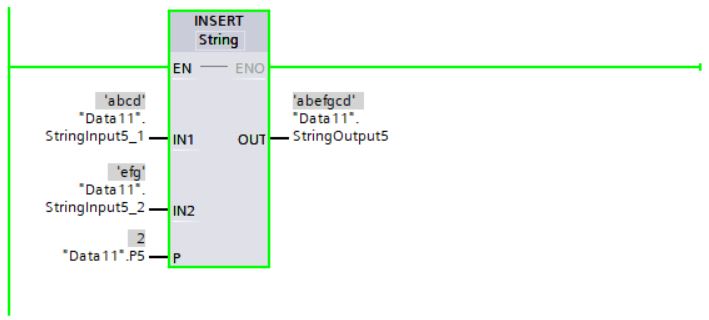 INSERT
String
EN
ENO
'abcd'
"Data11".
StringInput5_1
IN1
'abefgcd'
"Data11".
StringOutput5
OUT
'efg'
"Data11".
StringInput5_2
IN2
2
"Data11".P5
P